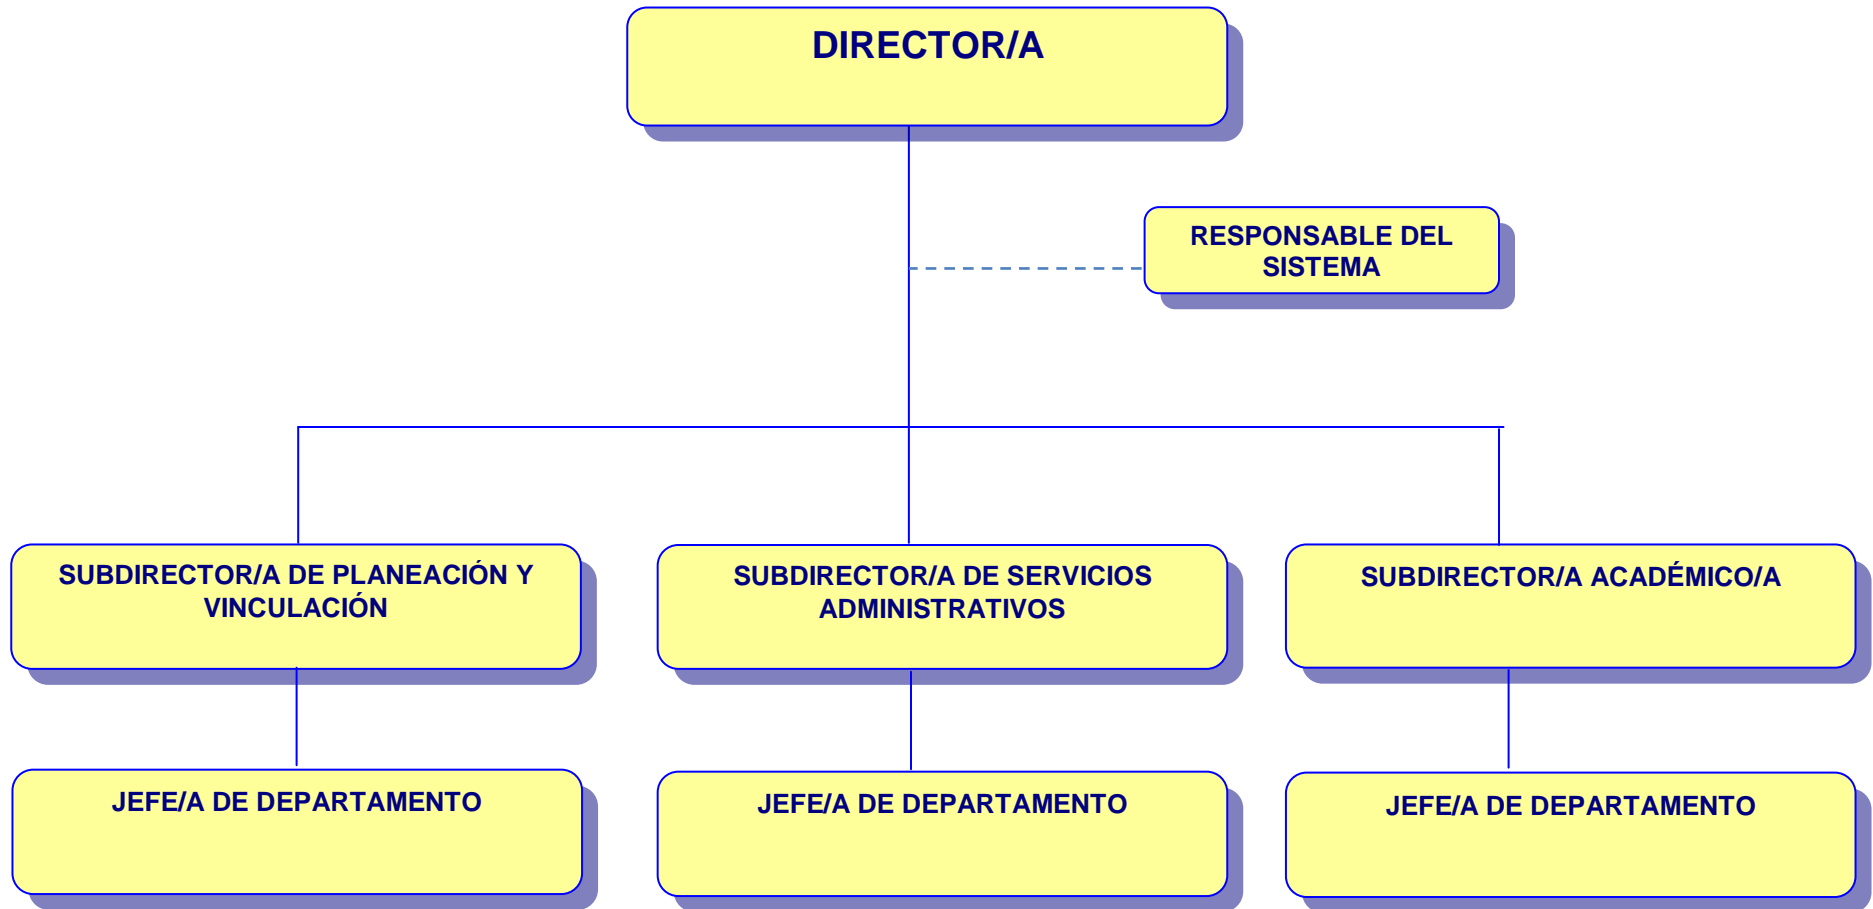 DIRECTOR/A
RESPONSABLE DEL
SISTEMA
SUBDIRECTOR/A DE PLANEACIÓN Y
VINCULACIÓN
SUBDIRECTOR/A DE SERVICIOS
ADMINISTRATIVOS
SUBDIRECTOR/A ACADÉMICO/A
JEFE/A DE DEPARTAMENTO
JEFE/A DE DEPARTAMENTO
JEFE/A DE DEPARTAMENTO